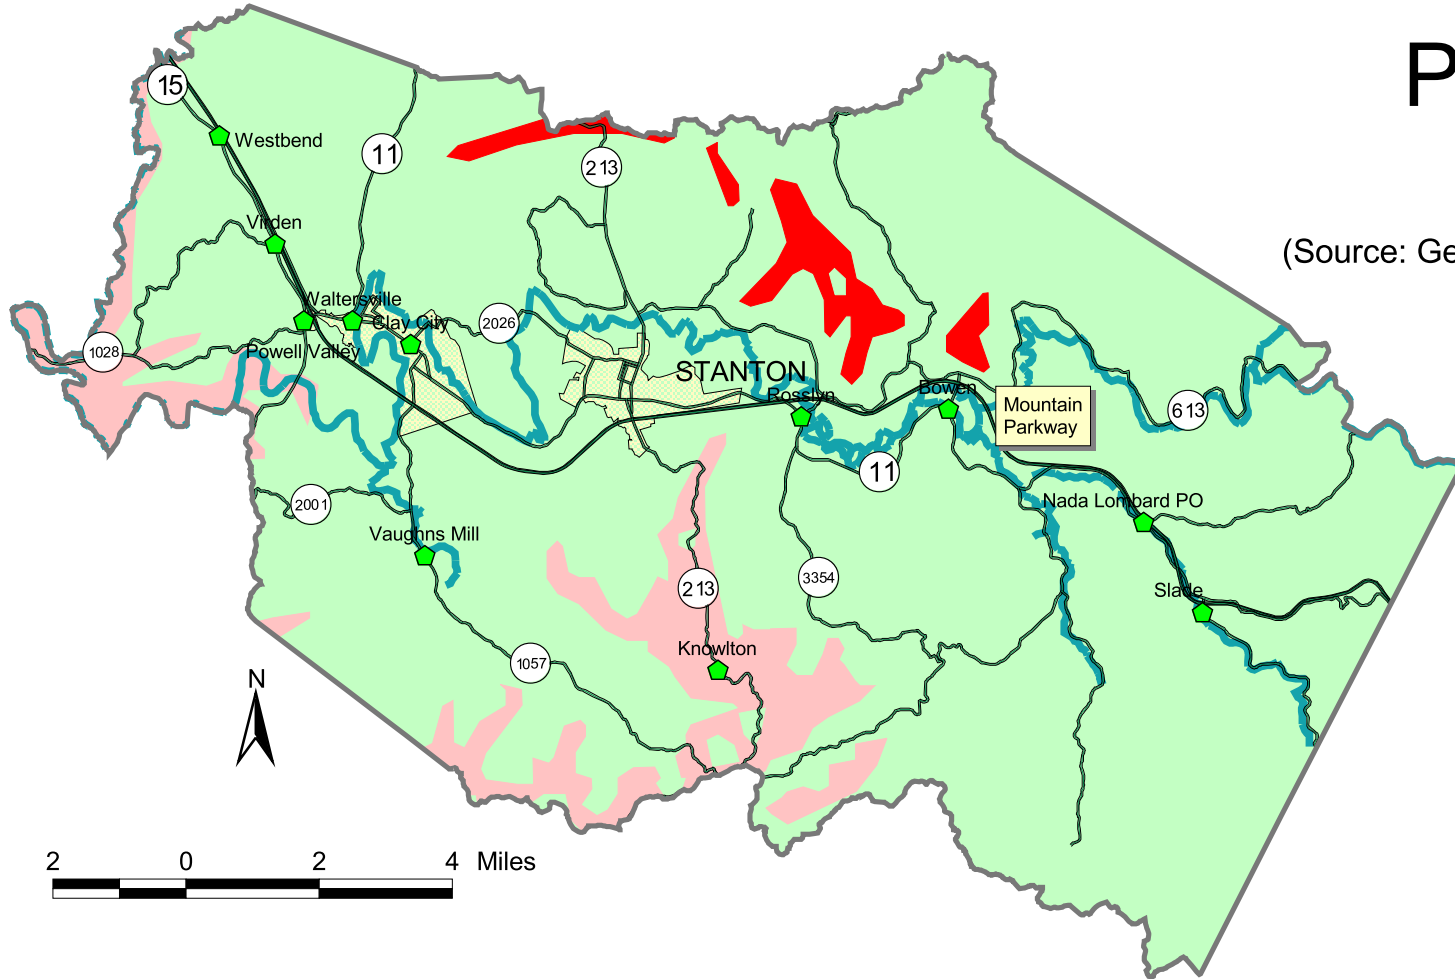 P
(Source: Ge
15
Westbend
11
213
Virden
Waltersville
Clay City
2026
1028
Powell Valley
STANTON
Rosslyn
Bowen
Mountain
Parkway
613
11
Nada Lombard PO
2001
Vaughns Mill
213
3354
Slade
Knowlton
1057
N
2 0 2 4 Miles